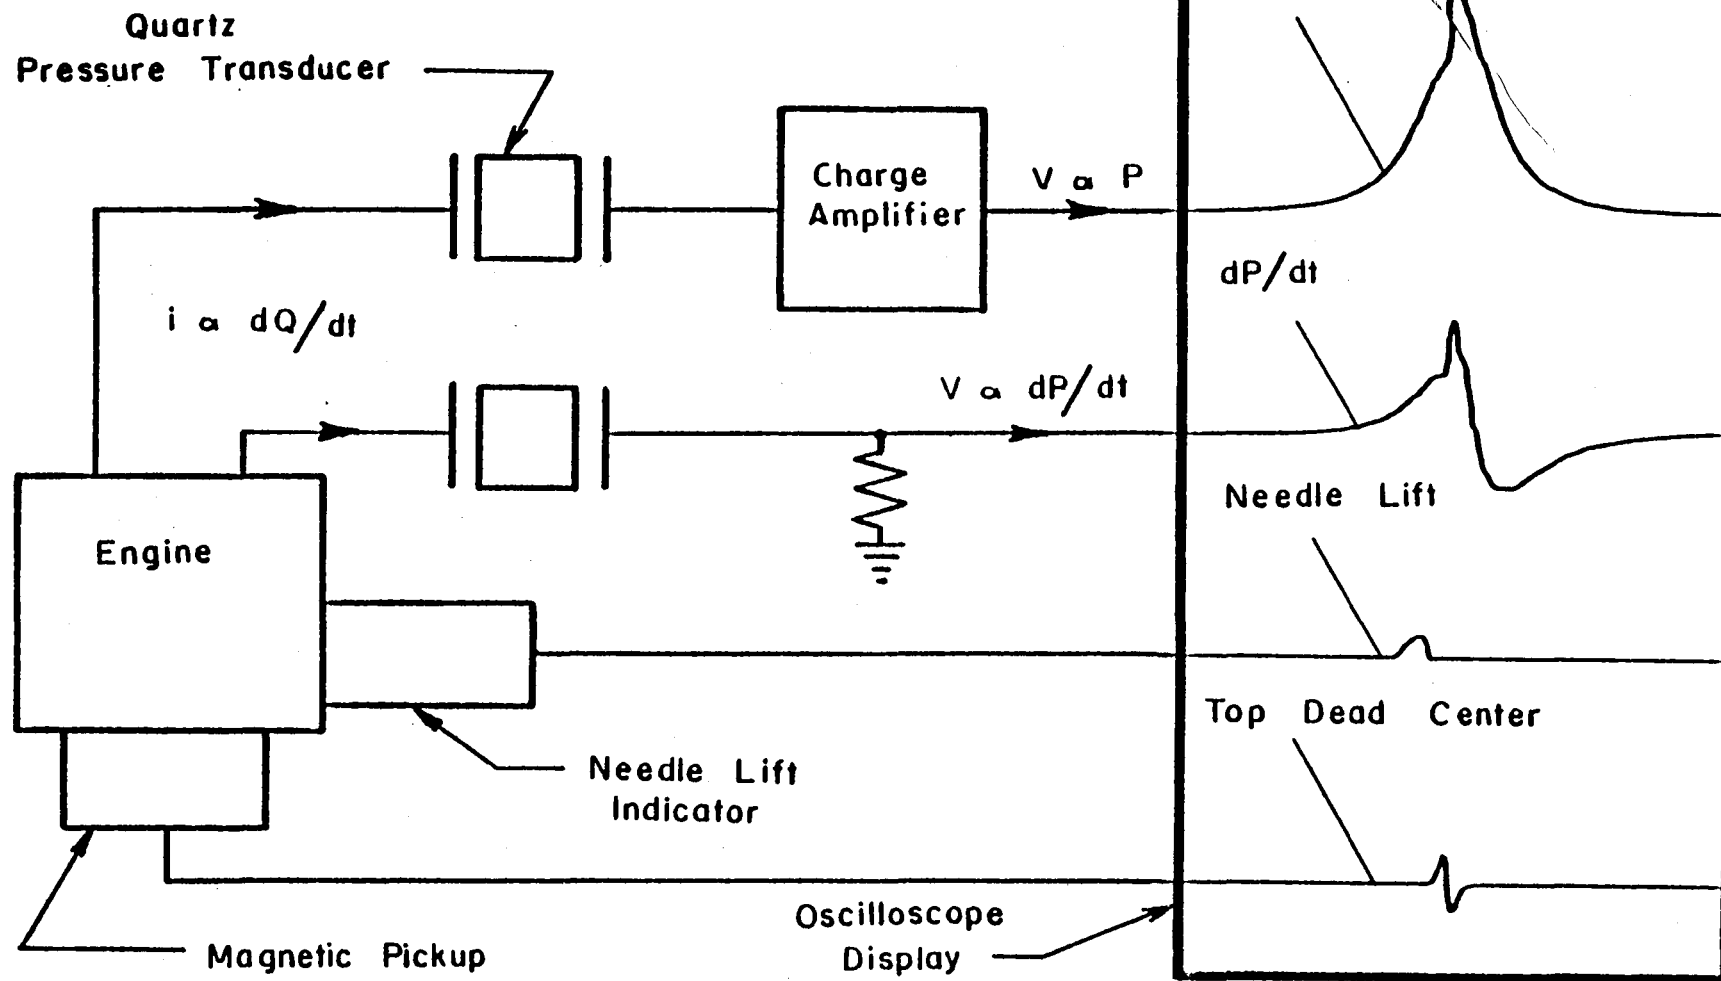 Quartz
Pressure Transducer
Charge
Amplifier
V α P
dP/dt
i α dQ/dt
V α dP/dt
Needle Lift
Engine
Top Dead Center
Needle Lift
Indicator
Oscilloscope
Display
Magnetic Pickup